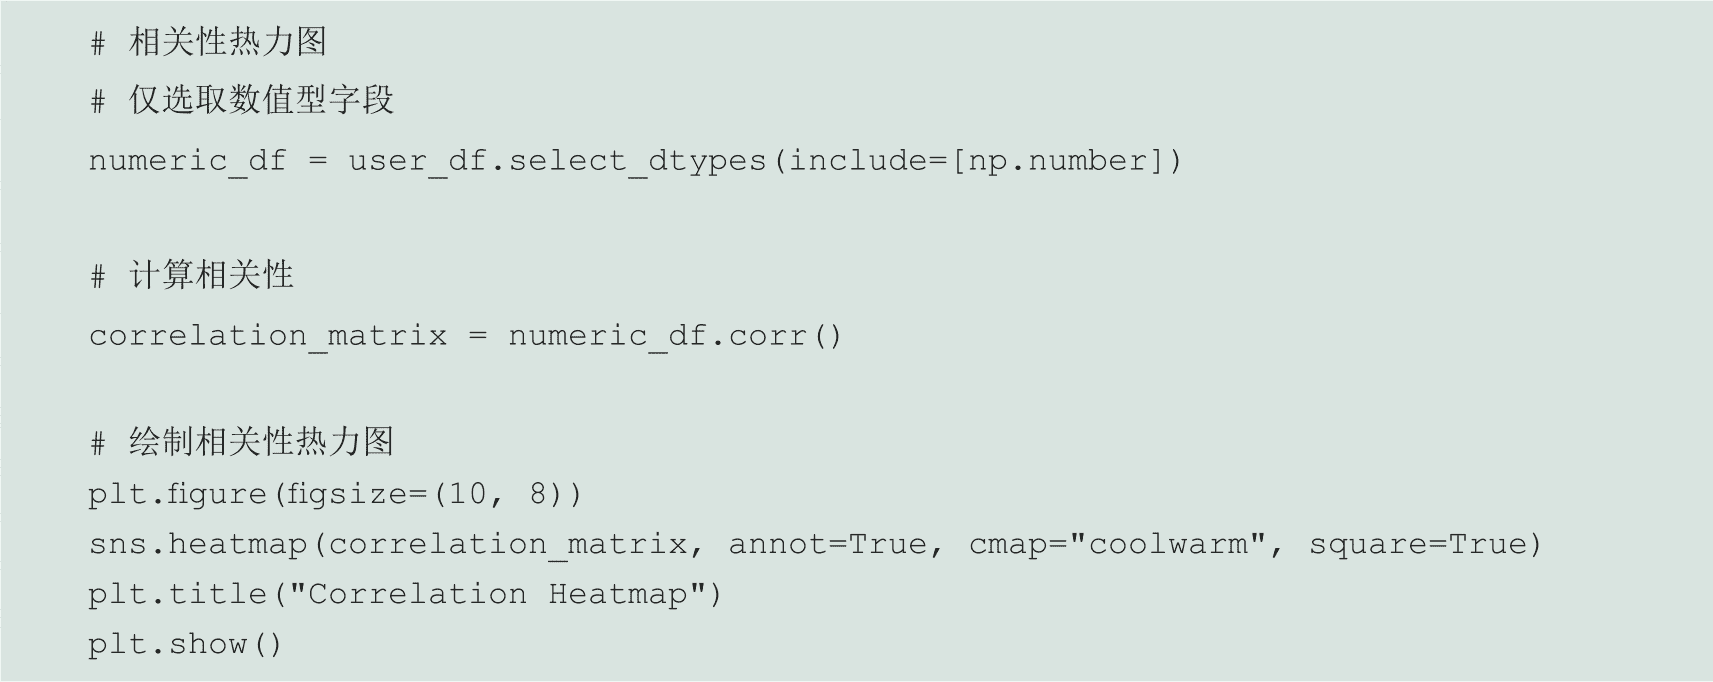 # 相关性热力图
# 仅选取数值型字段
numeric_df = user_df.select_dtypes(include=[np.number])
# 计算相关性
correlation_matrix = numeric_df.corr()
# 绘制相关性热力图
plt.figure(figsize=(10, 8))
sns.heatmap(correlation_matrix, annot=True, cmap="coolwarm", square=True)
plt.title("Correlation Heatmap")
plt.show()